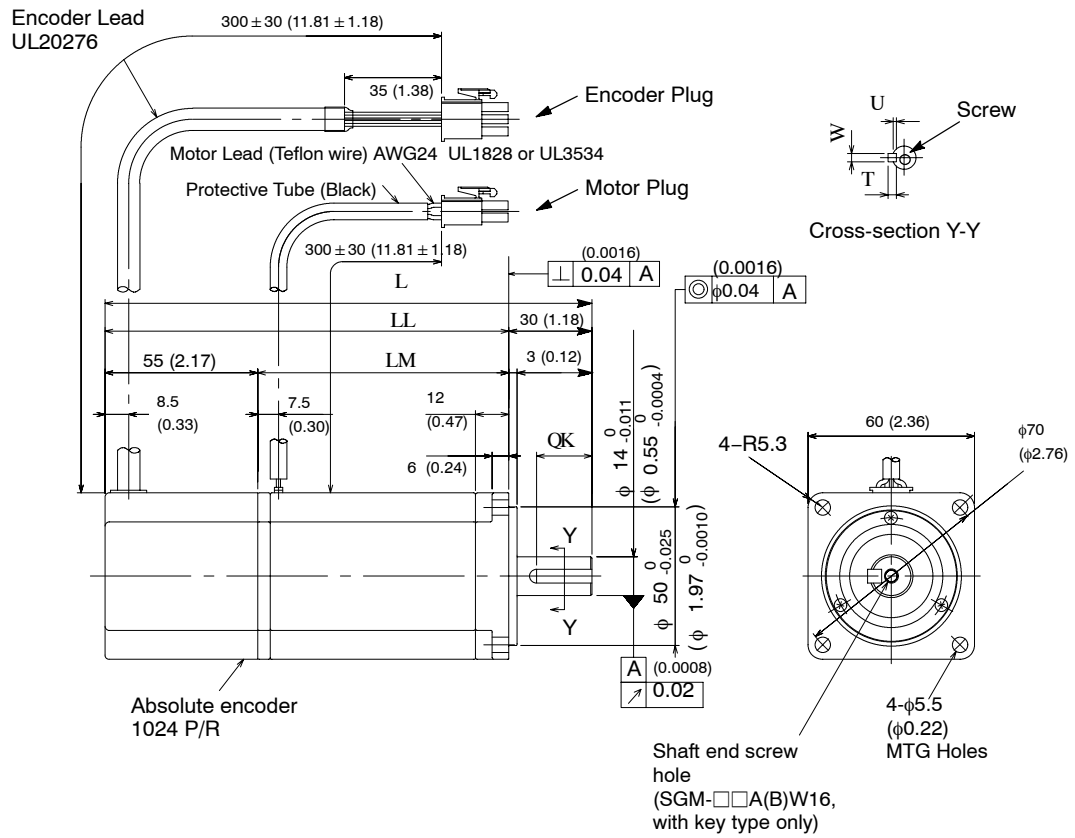 Encoder Lead
UL20276
300 ± 30 (11.81 ± 1.18)
35 (1.38)
Encoder Plug
Motor Lead (Teflon wire) AWG24 UL1828 or UL3534
Protective Tube (Black)
Motor Plug
300 ± 30 (11.81 ± 1.18)
U
W
T
Screw
Cross-section Y-Y
(0.0016)
⊥ 0.04 A
(0.0016)
◎ φ0.04 A
L
LL
30 (1.18)
55 (2.17)
LM
3 (0.12)
8.5
(0.33)
7.5
(0.30)
12
(0.47)
QK
6 (0.24)
φ 14 0 -0.011
(φ 0.55 0 -0.0004)
φ 50 0 -0.025
(φ 1.97 0 -0.0010)
Y
Y
A
(0.0008)
↗ 0.02
4–R5.3
60 (2.36)
φ70
(φ2.76)
Absolute encoder
1024 P/R
4-φ5.5
(φ0.22)
MTG Holes
Shaft end screw
hole
(SGM-□□A(B)W16,
with key type only)